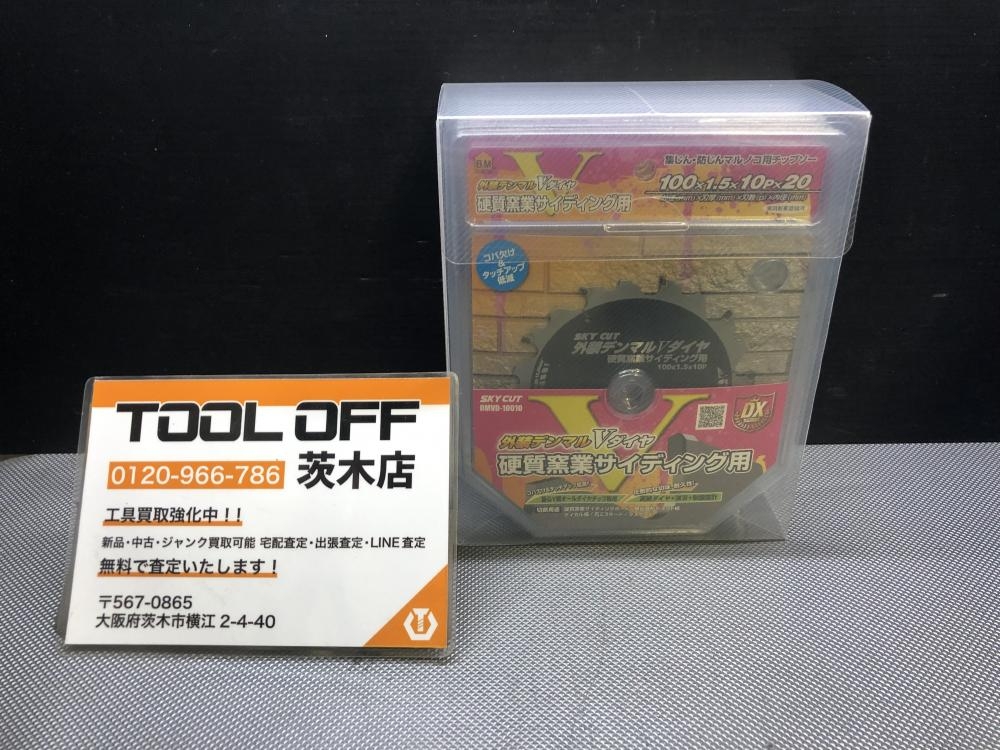 TOOL OFF
0120-966-786 茨木店
工具買取強化中！！
新品・中古・ジャンク買取可能 宅配査定・出張査定・LINE査定
無料で査定いたします！
〒567-0865
大阪府茨木市横江 2-4-40
BM
V
外装デンマルVダイヤ
硬質窯業サイディング用
集じん・防じんマルノコ用チップソー
100×1.5×10P×20
コバ欠け
&
タッチアップ
低減
SKY CUT
外装デンマルVダイヤ
硬質窯業サイディング用
100x1.5x10P
SKY CUT
DMVD-10010
V
DX
外装デンマルVダイヤ
硬質窯業サイディング用
切断用途